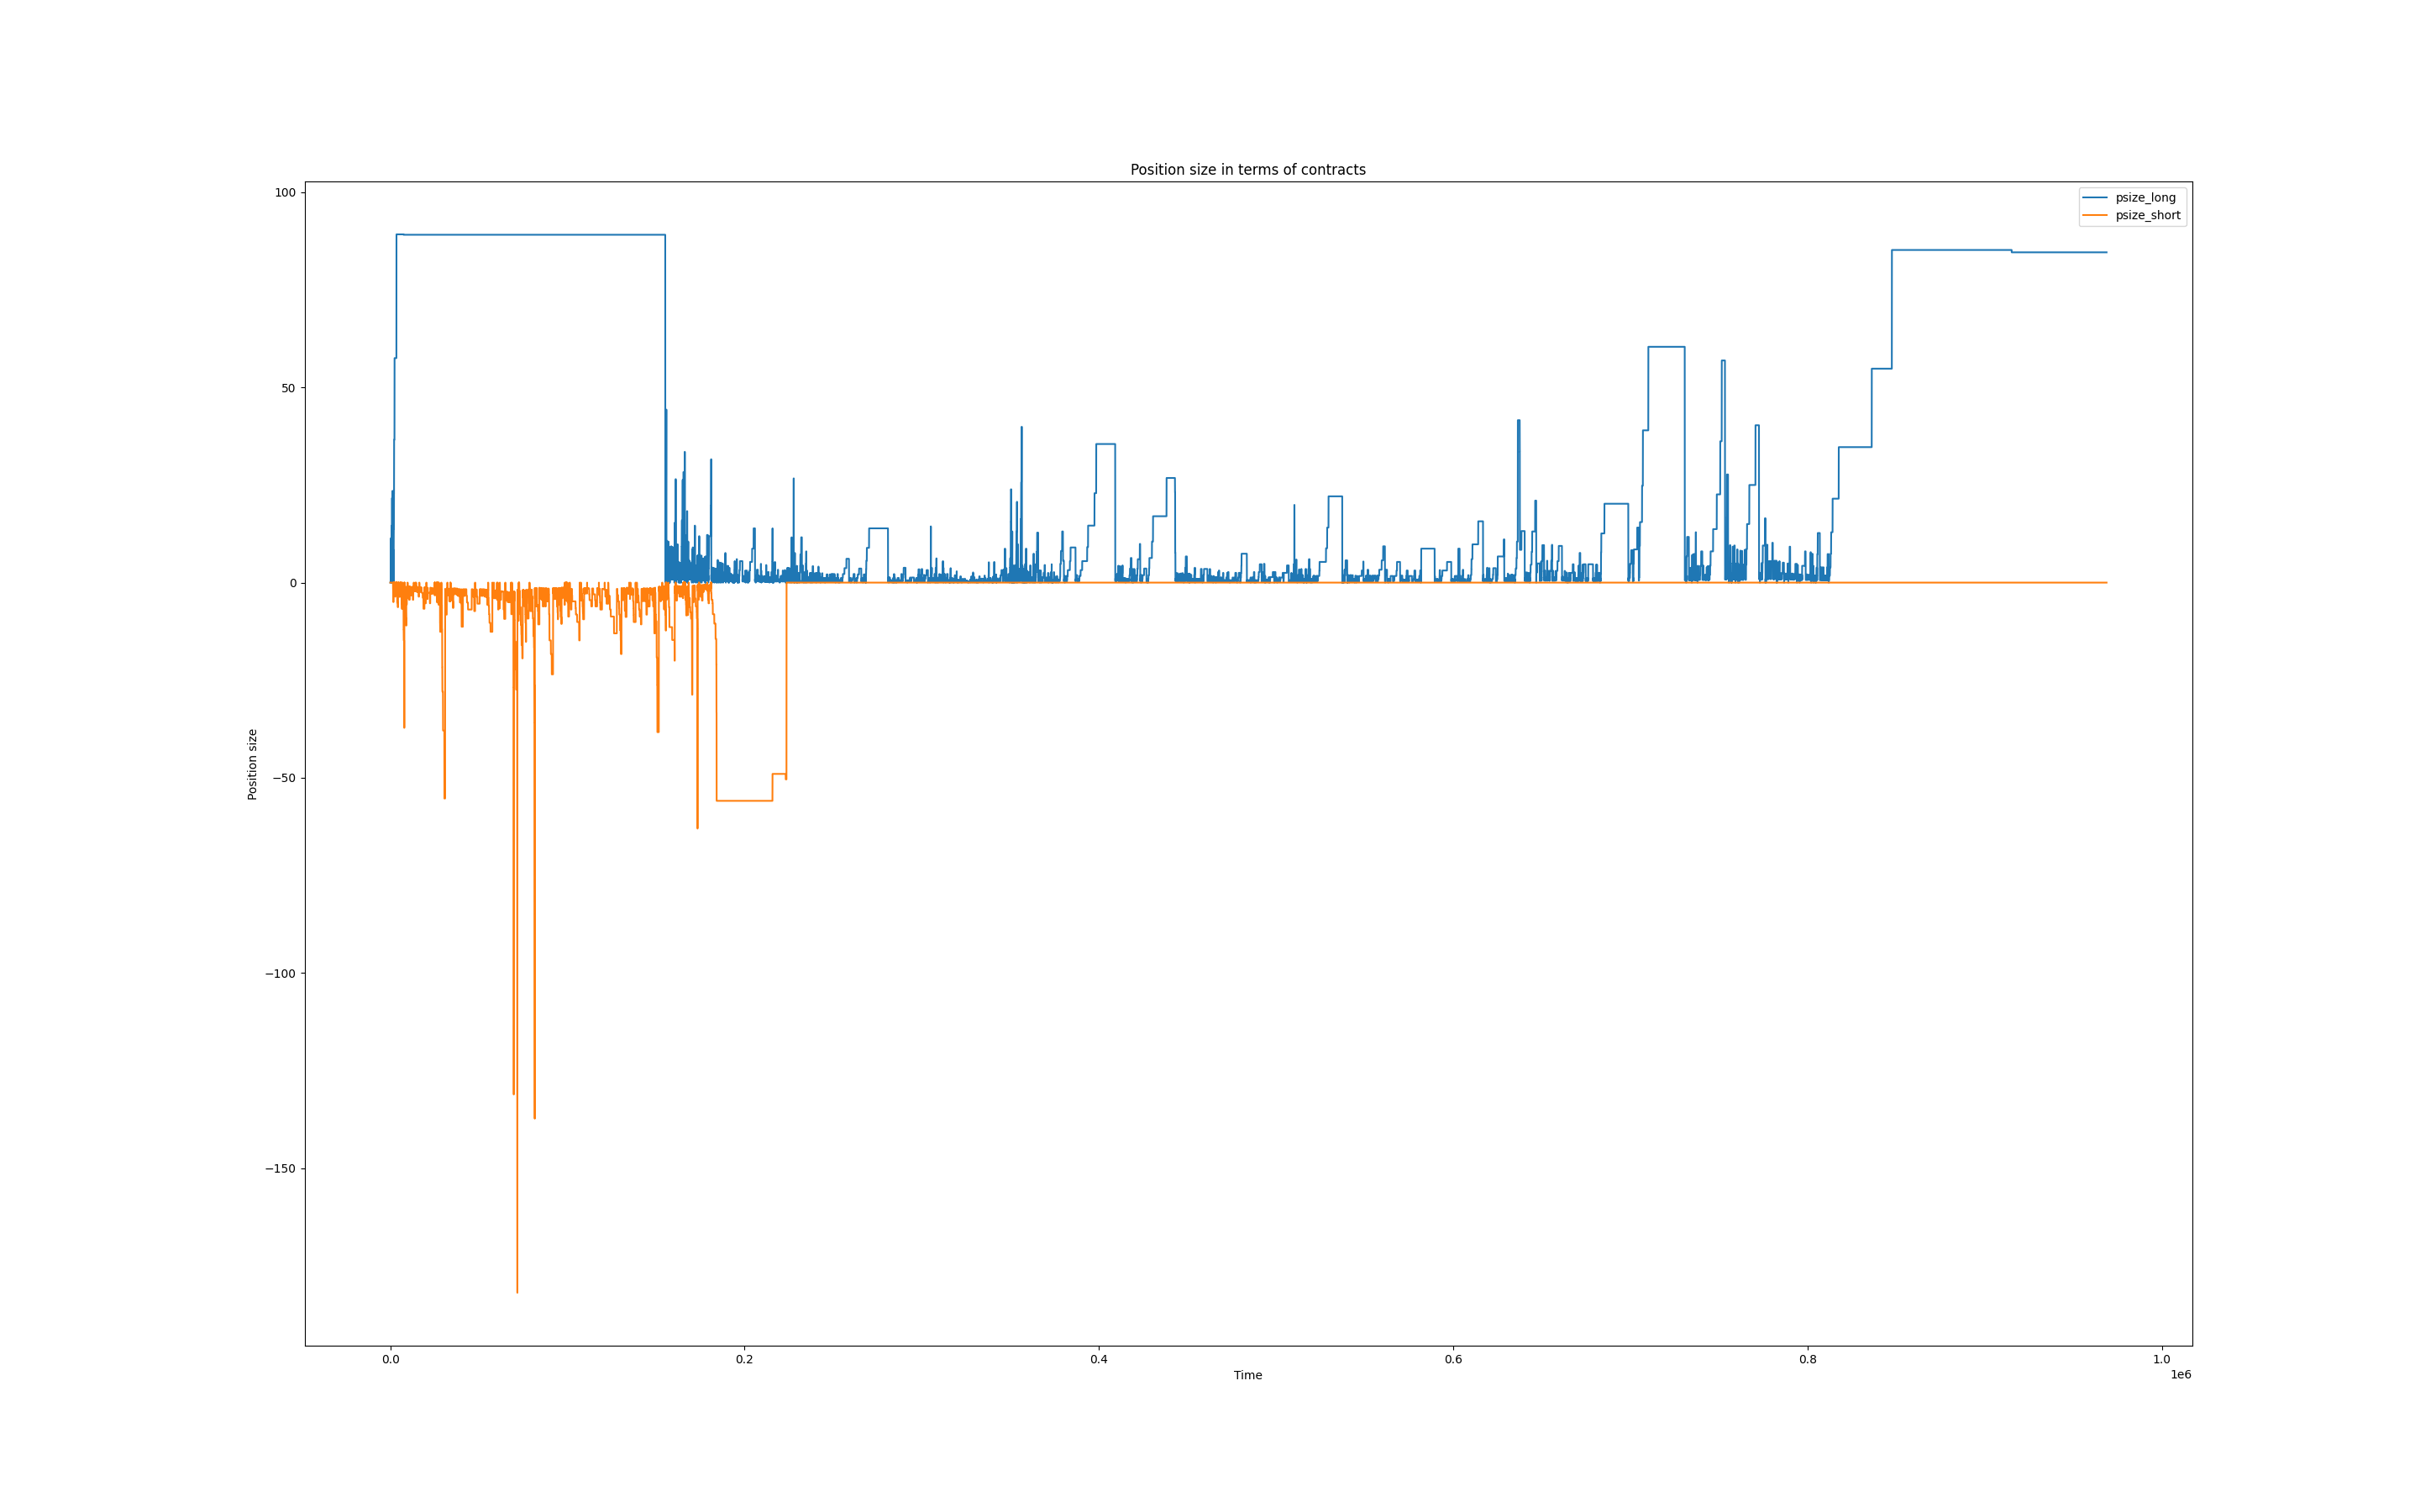 Position size in terms of contracts
psize_long
psize_short
100
50
0
−50
−100
−150
Position size
0.0
0.2
0.4
0.6
0.8
1.0
Time
1e6